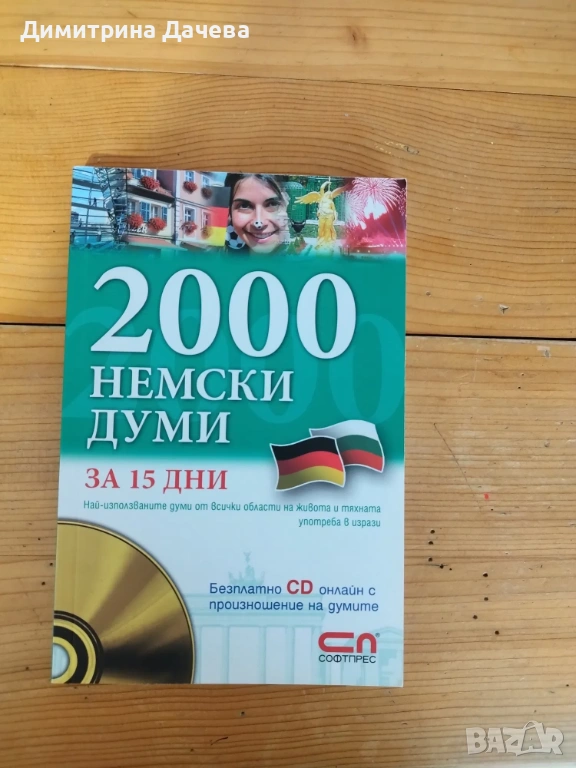 Димитрина Дачева
2000
НЕМСКИ
ДУМИ
ЗА 15 ДНИ
Най-използваните думи от всички области на живота и тяхната
употреба в изрази
Безплатно CD онлайн с
произношение на думите
СП
СОФТПРЕС
BAZAR